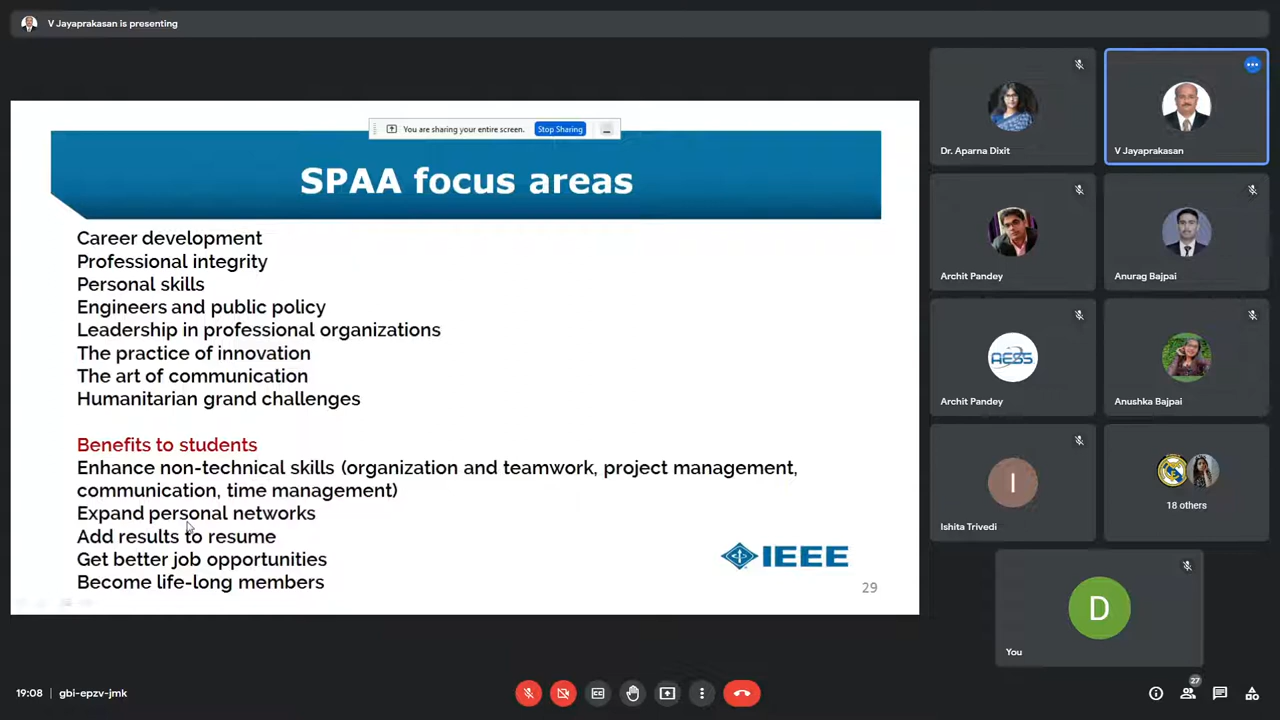 V Jayaprakasan is presenting
You are sharing your entire screen.
Stop Sharing
SPAA focus areas
Career development
Professional integrity
Personal skills
Engineers and public policy
Leadership in professional organizations
The practice of innovation
The art of communication
Humanitarian grand challenges
Benefits to students
Enhance non-technical skills (organization and teamwork, project management,
communication, time management)
Expand personal networks
Add results to resume
Get better job opportunities
Become life-long members
IEEE
29
Dr. Aparna Dixit
V Jayaprakasan
Archit Pandey
Anurag Bajpai
AESS
Archit Pandey
Anushka Bajpai
I
Ishita Trivedi
18 others
D
You
19:08 | gbi-epzv-jmk
27